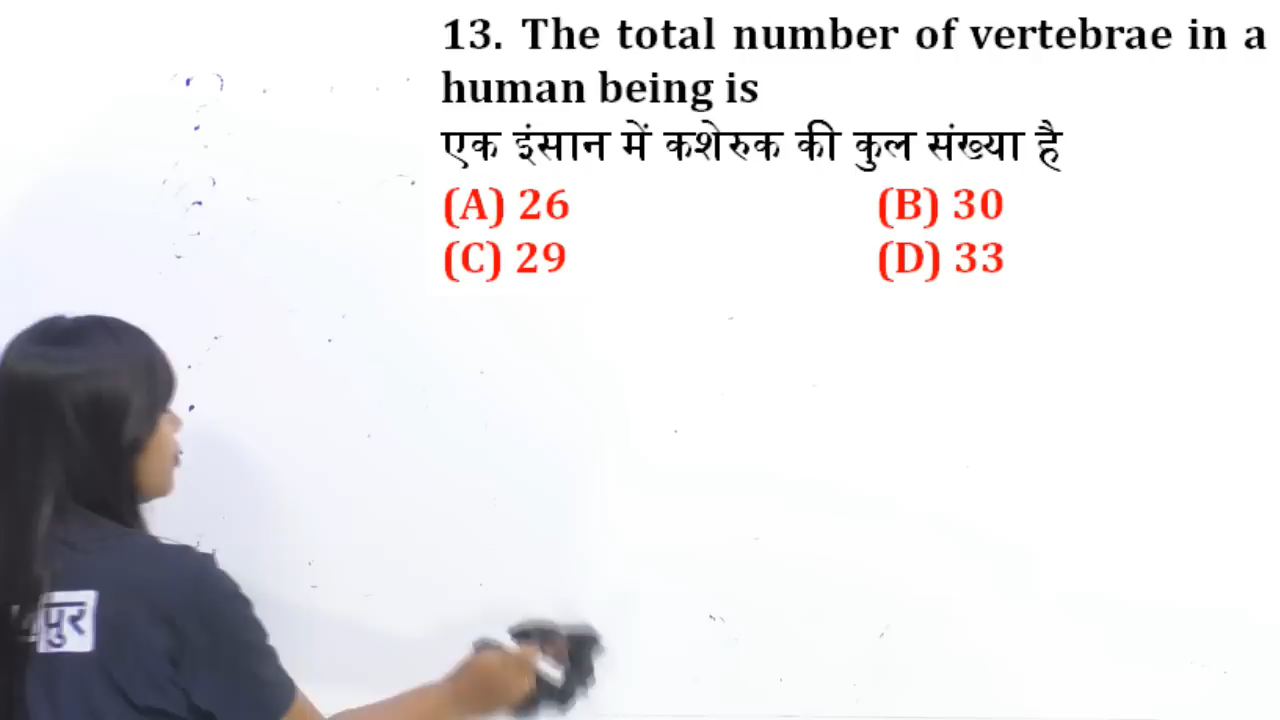 13. The total number of vertebrae in a
human being is
एक इंसान में कशेरुक की कुल संख्या है
(A) 26 (B) 30
(C) 29 (D) 33
पुर